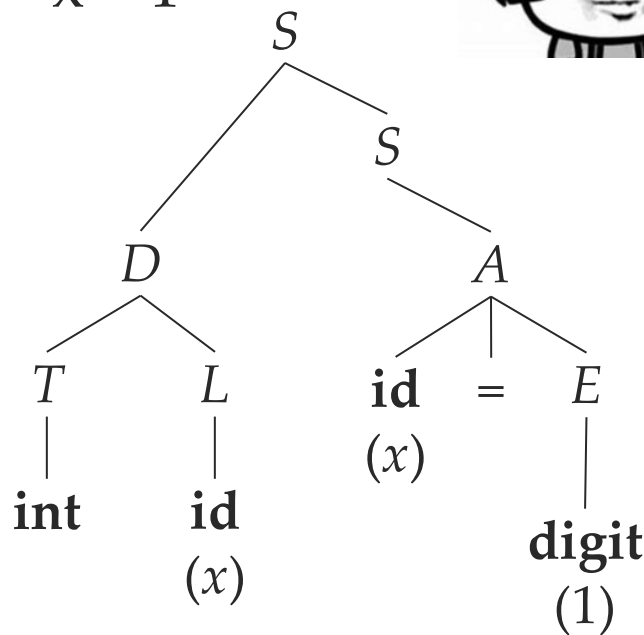 S
S
D A
T L id = E
(x)
int id digit
(x) (1)